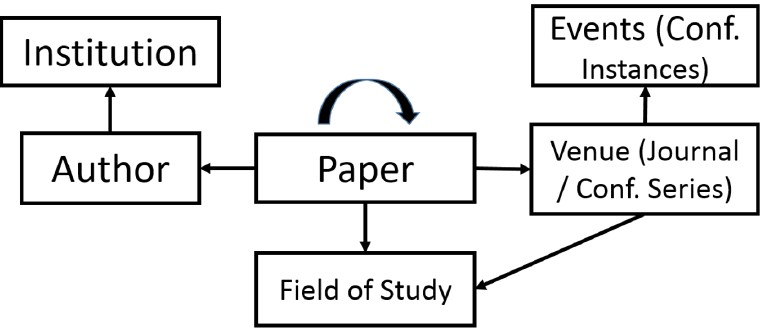 Institution
Events (Conf.
Instances)
Author
Paper
Venue (Journal
/ Conf. Series)
Field of Study